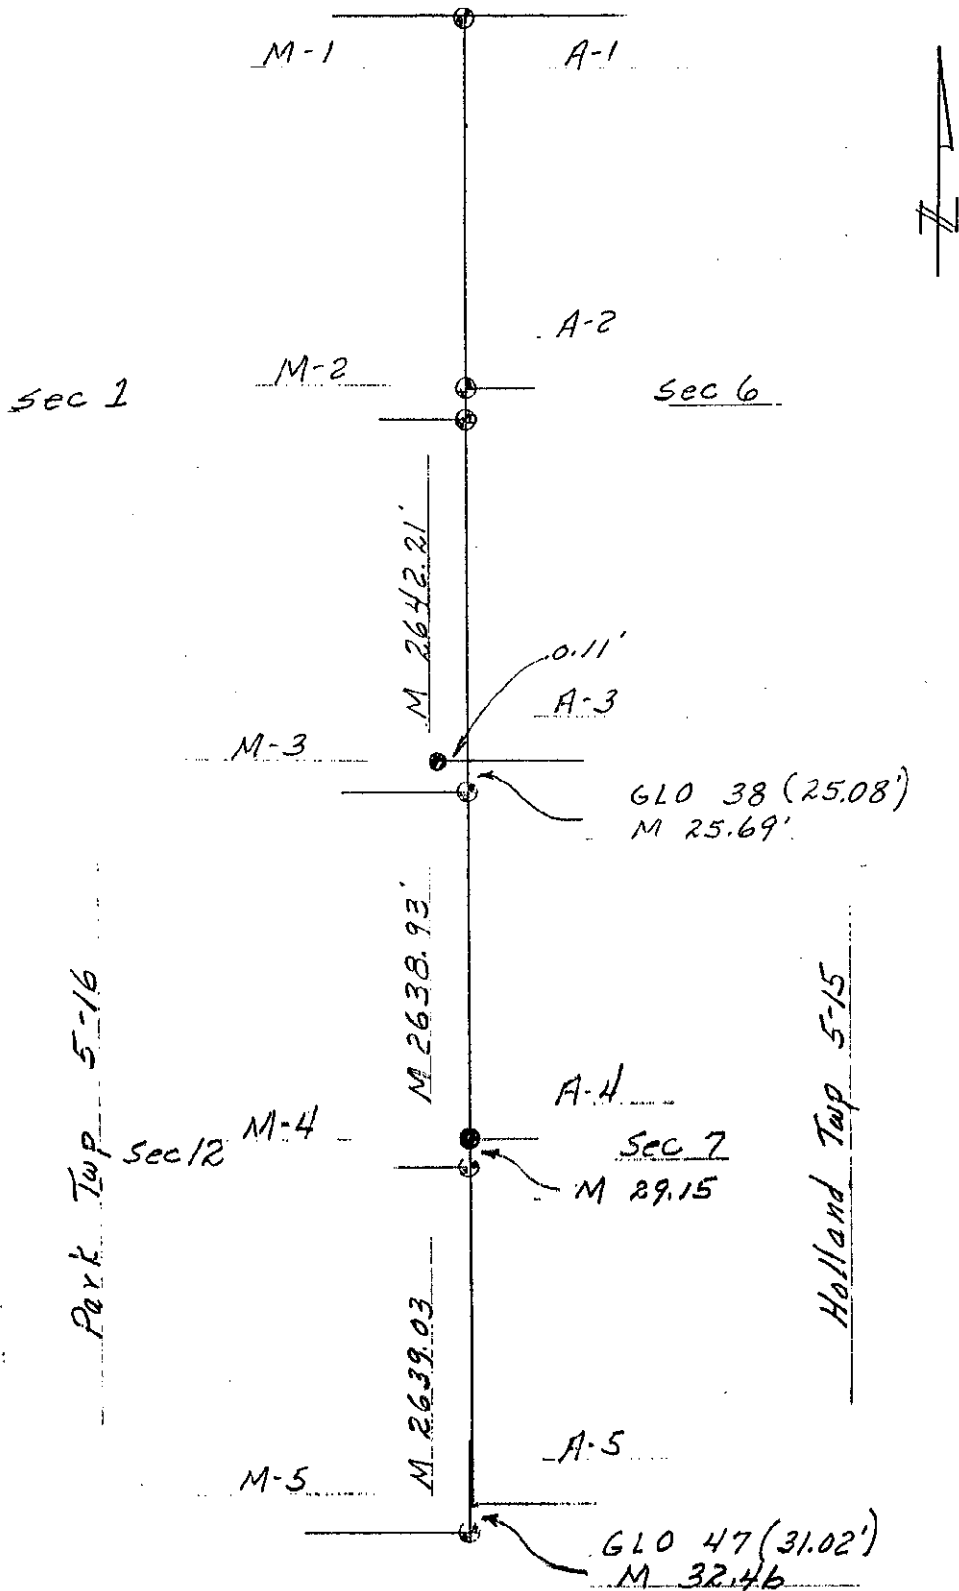 M-1
A-1
N
A-2
M-2
Sec 1
Sec 6
M 2642.21'
0.11'
A-3
M-3
GLO 38 (25.08')
M 25.69'
M 2638.93'
Park Twp 5-16
Holland Twp 5-15
A-4
M-4
Sec 12
Sec 7
M 29.15
M 2639.03
A-5
M-5
GLO 47 (31.02')
M 32.46